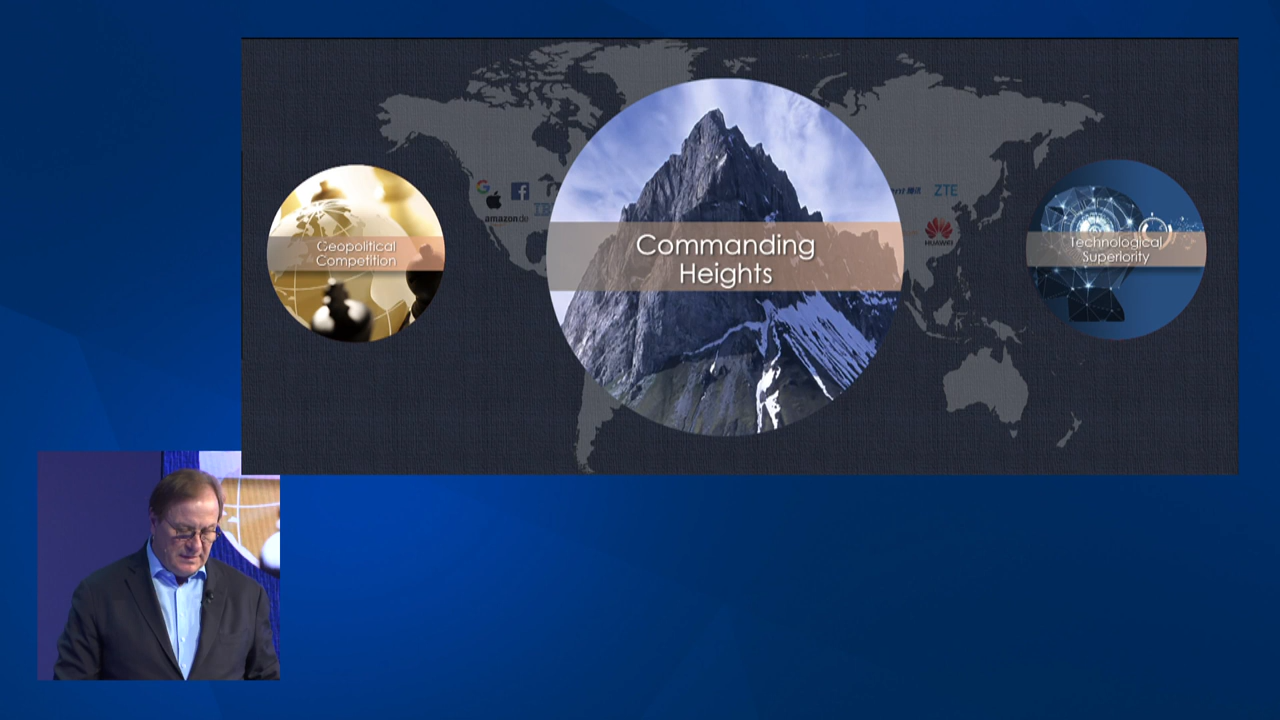 Geopolitical
Competition
Commanding
Heights
Technological
Superiority
amazon.de
ZTE
HUAWEI